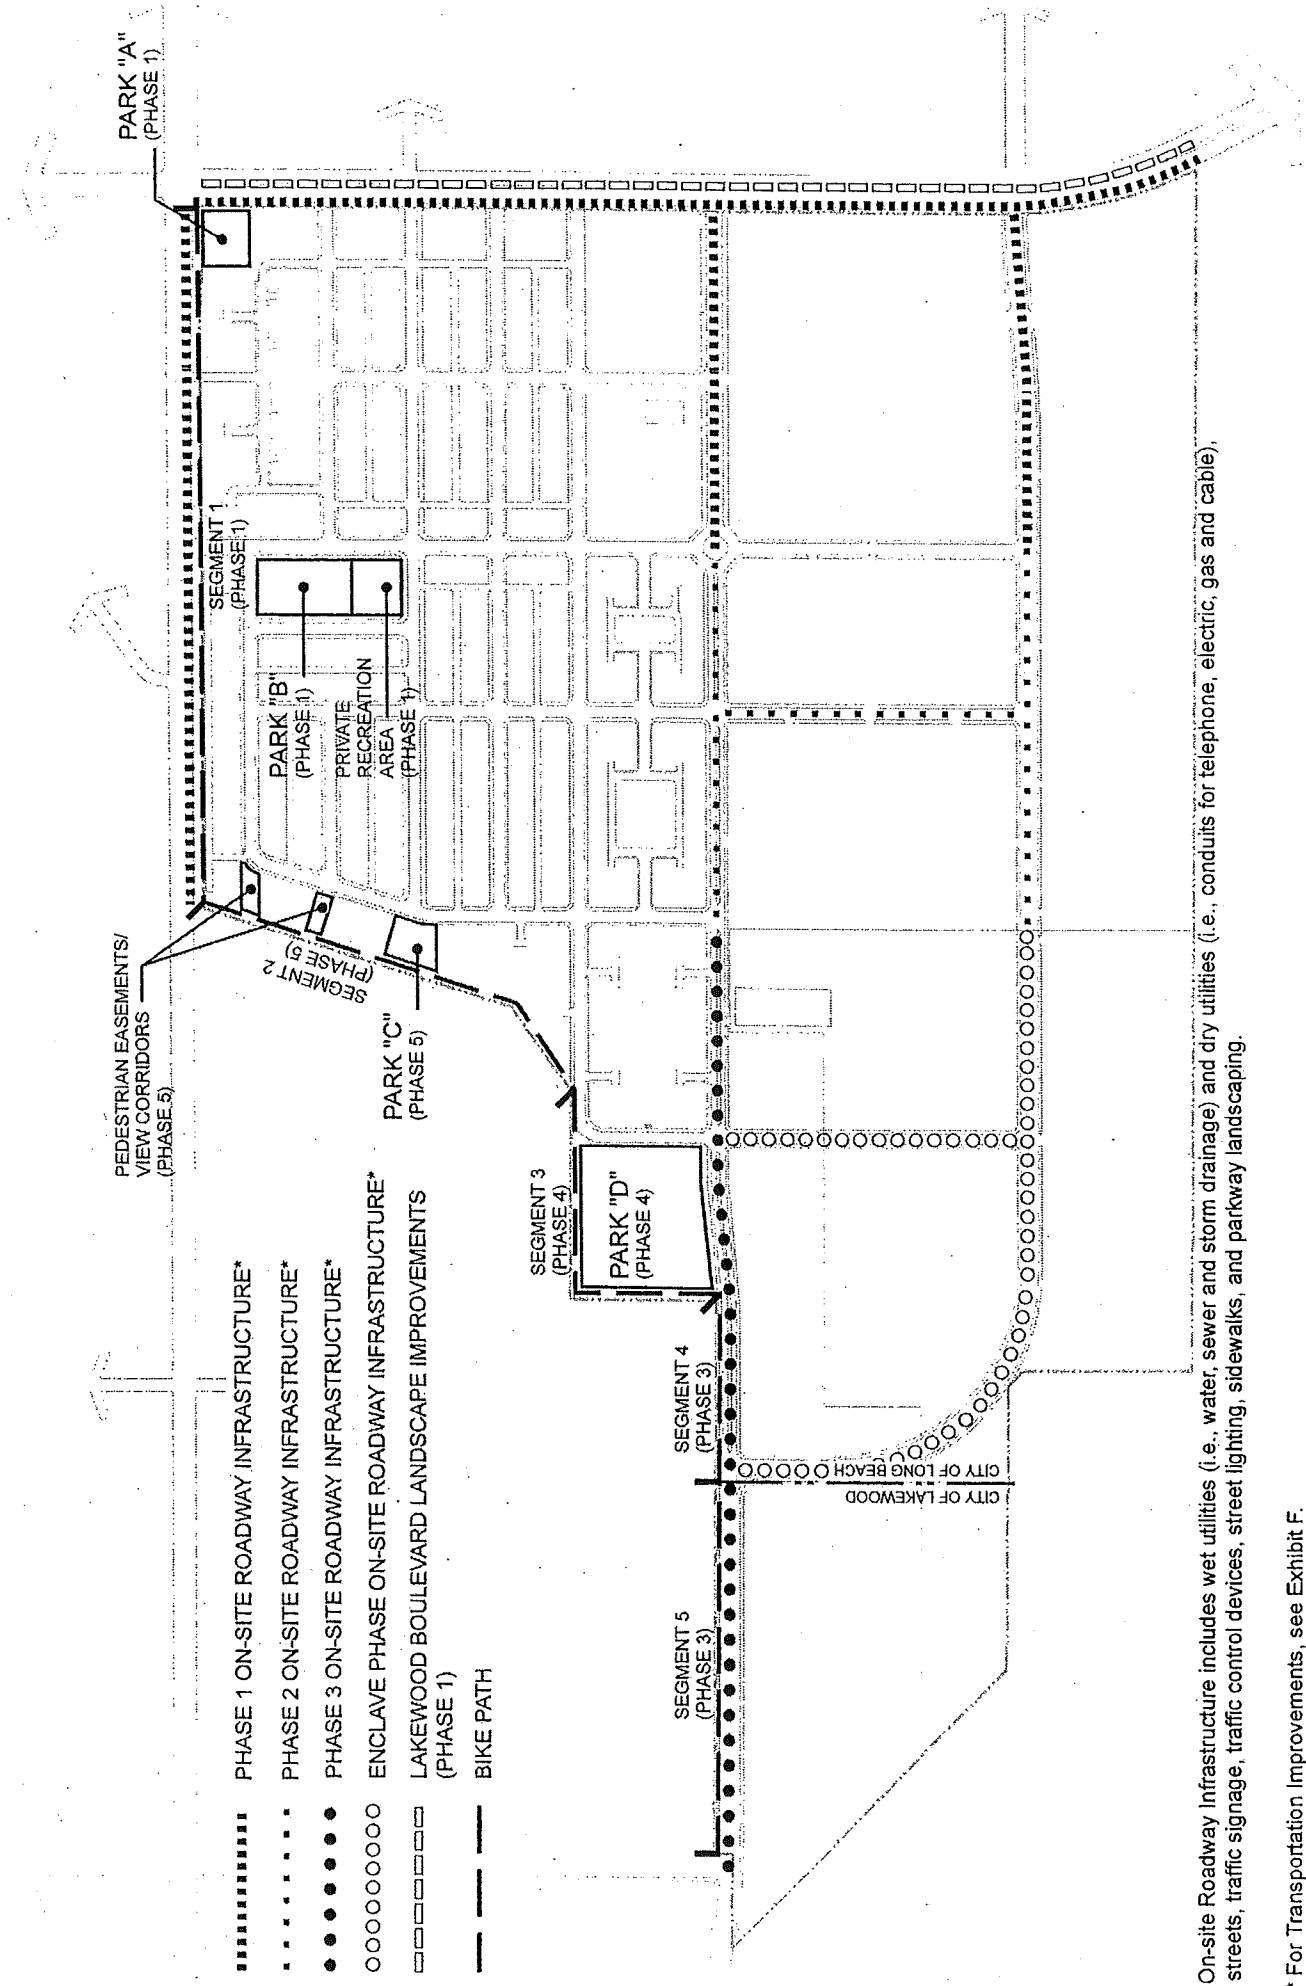 PARK "A"
(PHASE 1)
SEGMENT 1
(PHASE 1)
PARK "B"
(PHASE 1)
PRIVATE
RECREATION
AREA
(PHASE 1)
PEDESTRIAN EASEMENTS/
VIEW CORRIDORS
(PHASE 5)
SEGMENT 2
(PHASE 5)
PARK "C"
(PHASE 5)
SEGMENT 3
(PHASE 4)
PARK "D"
(PHASE 4)
SEGMENT 4
(PHASE 3)
CITY OF LONG BEACH
CITY OF LAKEWOOD
SEGMENT 5
(PHASE 3)
PHASE 1 ON-SITE ROADWAY INFRASTRUCTURE*
PHASE 2 ON-SITE ROADWAY INFRASTRUCTURE*
PHASE 3 ON-SITE ROADWAY INFRASTRUCTURE*
ENCLAVE PHASE ON-SITE ROADWAY INFRASTRUCTURE*
LAKEWOOD BOULEVARD LANDSCAPE IMPROVEMENTS
(PHASE 1)
BIKE PATH
On-site Roadway Infrastructure includes wet utilities (i.e., water, sewer and storm drainage) and dry utilities (i.e., conduits for telephone, electric, gas and cable),
streets, traffic signage, traffic control devices, street lighting, sidewalks, and parkway landscaping.
* For Transportation Improvements, see Exhibit F.